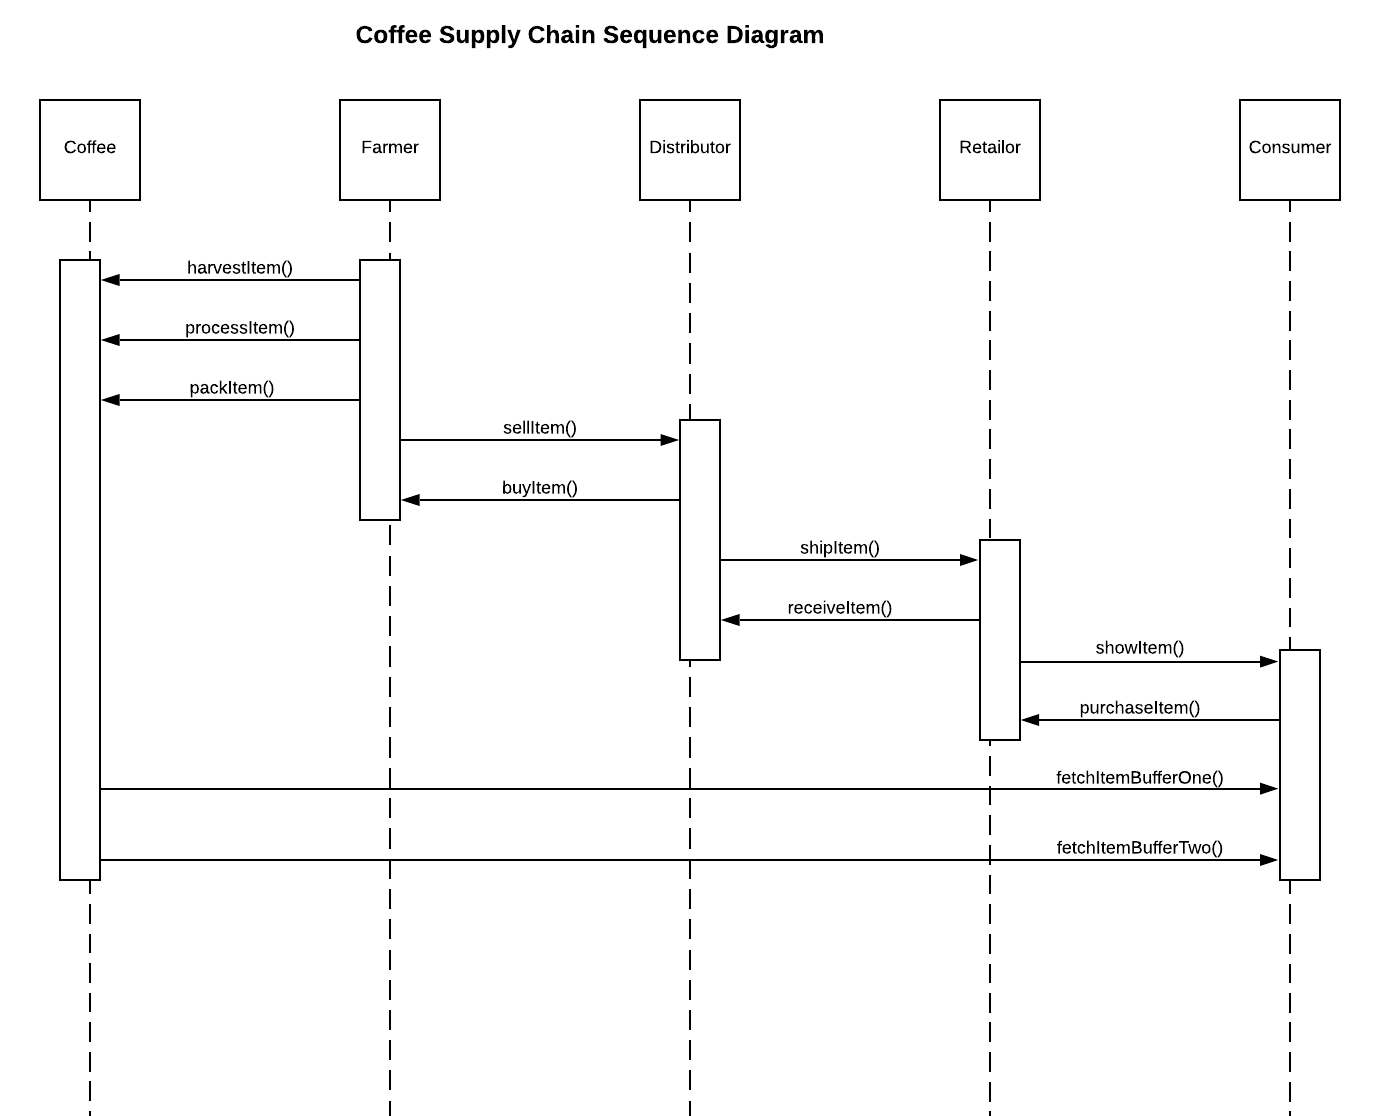 Coffee Supply Chain Sequence Diagram
Coffee
Farmer
Distributor
Retailor
Consumer
harvestItem()
processItem()
packItem()
sellItem()
buyItem()
shipItem()
receiveItem()
showItem()
purchaseItem()
fetchItemBufferOne()
fetchItemBufferTwo()